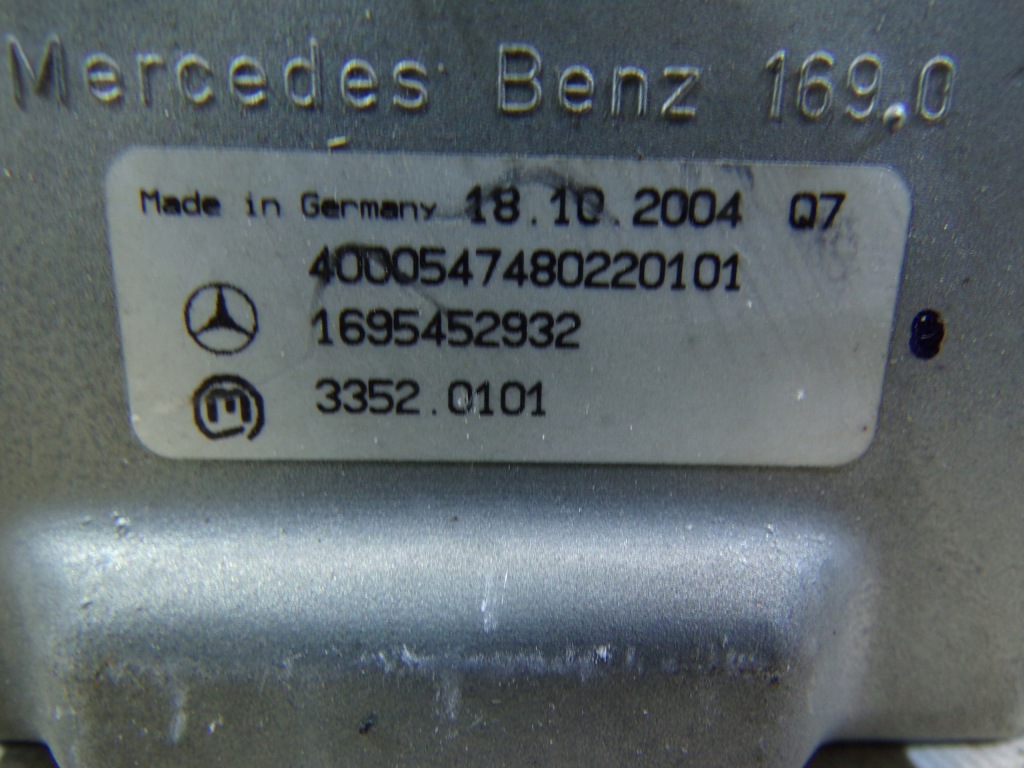 Mercedes Benz 169.0
Made in Germany 18.10.2004 Q7
4000547480220101
1695452932
M 3352.0101